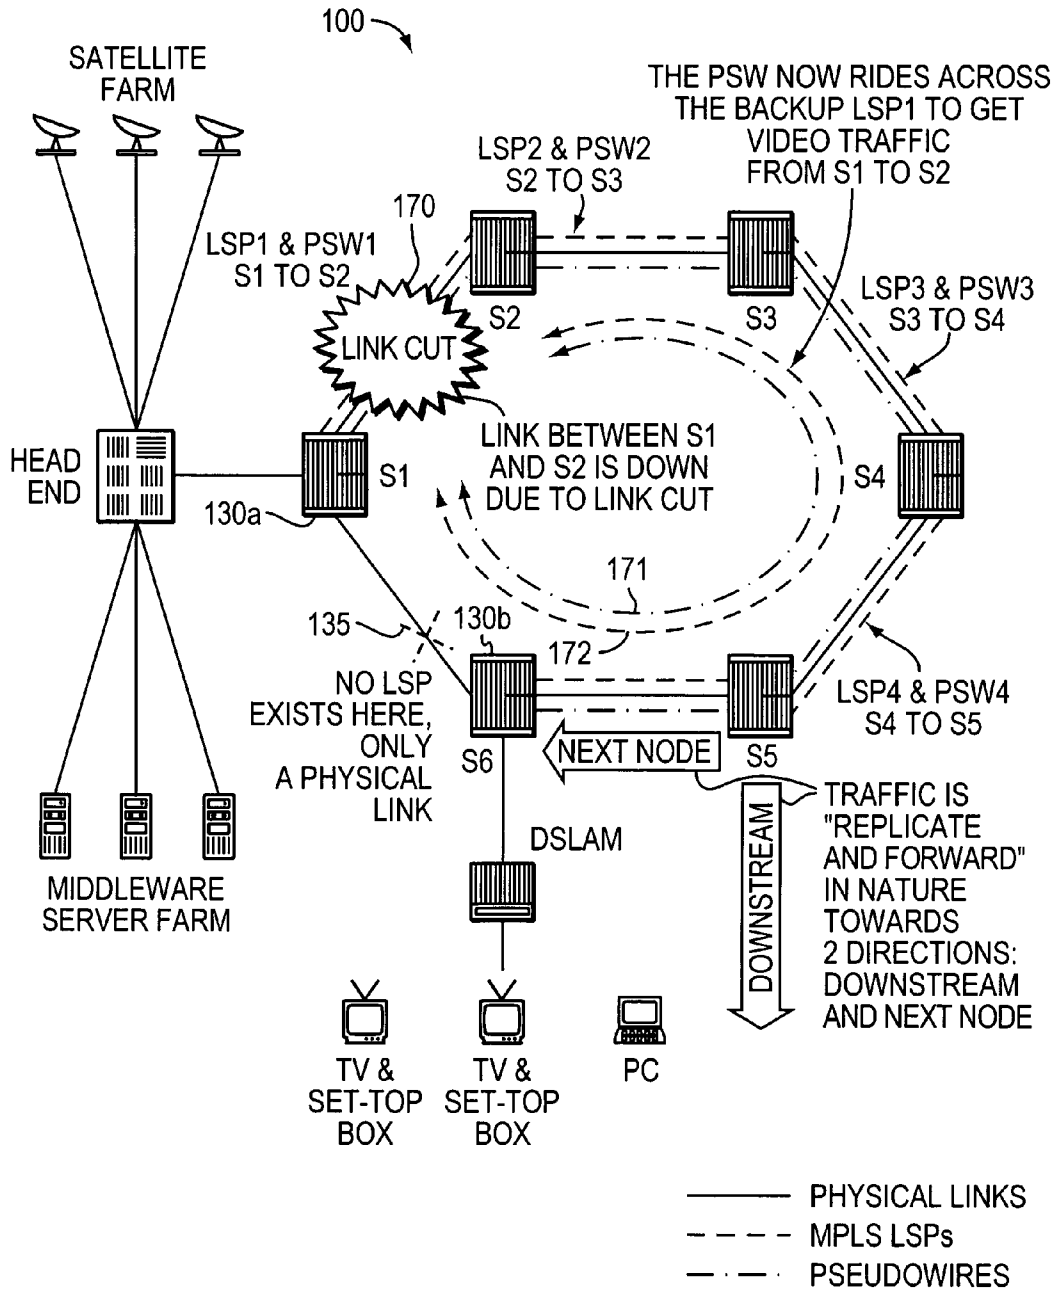 100
SATELLITE
FARM
THE PSW NOW RIDES ACROSS
THE BACKUP LSP1 TO GET
VIDEO TRAFFIC
FROM S1 TO S2
LSP2 & PSW2
S2 TO S3
170
LSP1 & PSW1
S1 TO S2
LINK CUT
S2
S3
LSP3 & PSW3
S3 TO S4
HEAD
END
130a
S1
LINK BETWEEN S1
AND S2 IS DOWN
DUE TO LINK CUT
S4
171
172
135
130b
NO LSP
EXISTS HERE,
ONLY
A PHYSICAL
LINK
S6
NEXT NODE
S5
LSP4 & PSW4
S4 TO S5
DOWNSTREAM
TRAFFIC IS
"REPLICATE
AND FORWARD"
IN NATURE
TOWARDS
2 DIRECTIONS:
DOWNSTREAM
AND NEXT NODE
MIDDLEWARE
SERVER FARM
DSLAM
TV &
SET-TOP
BOX
TV &
SET-TOP
BOX
PC
PHYSICAL LINKS
MPLS LSPs
PSEUDOWIRES